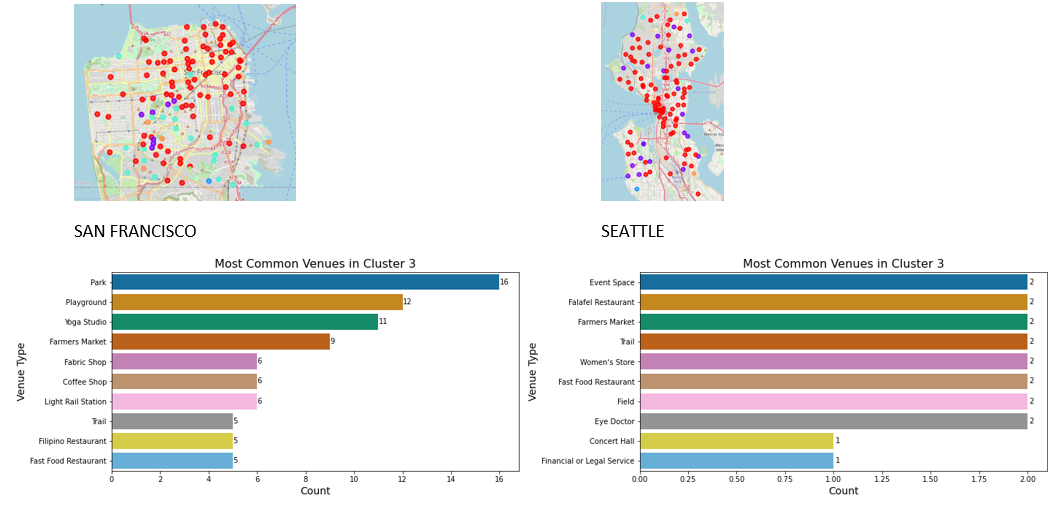 San Francisco
SAN FRANCISCO
SEATTLE
Most Common Venues in Cluster 3
Venue Type
Park 16
Playground 12
Yoga Studio 11
Farmers Market 9
Fabric Shop 6
Coffee Shop 6
Light Rail Station 6
Trail 5
Filipino Restaurant 5
Fast Food Restaurant 5
0 2 4 6 8 10 12 14 16
Count
Most Common Venues in Cluster 3
Venue Type
Event Space 2
Falafel Restaurant 2
Farmers Market 2
Trail 2
Women's Store 2
Fast Food Restaurant 2
Field 2
Eye Doctor 2
Concert Hall 1
Financial or Legal Service 1
0.00 0.25 0.50 0.75 1.00 1.25 1.50 1.75 2.00
Count